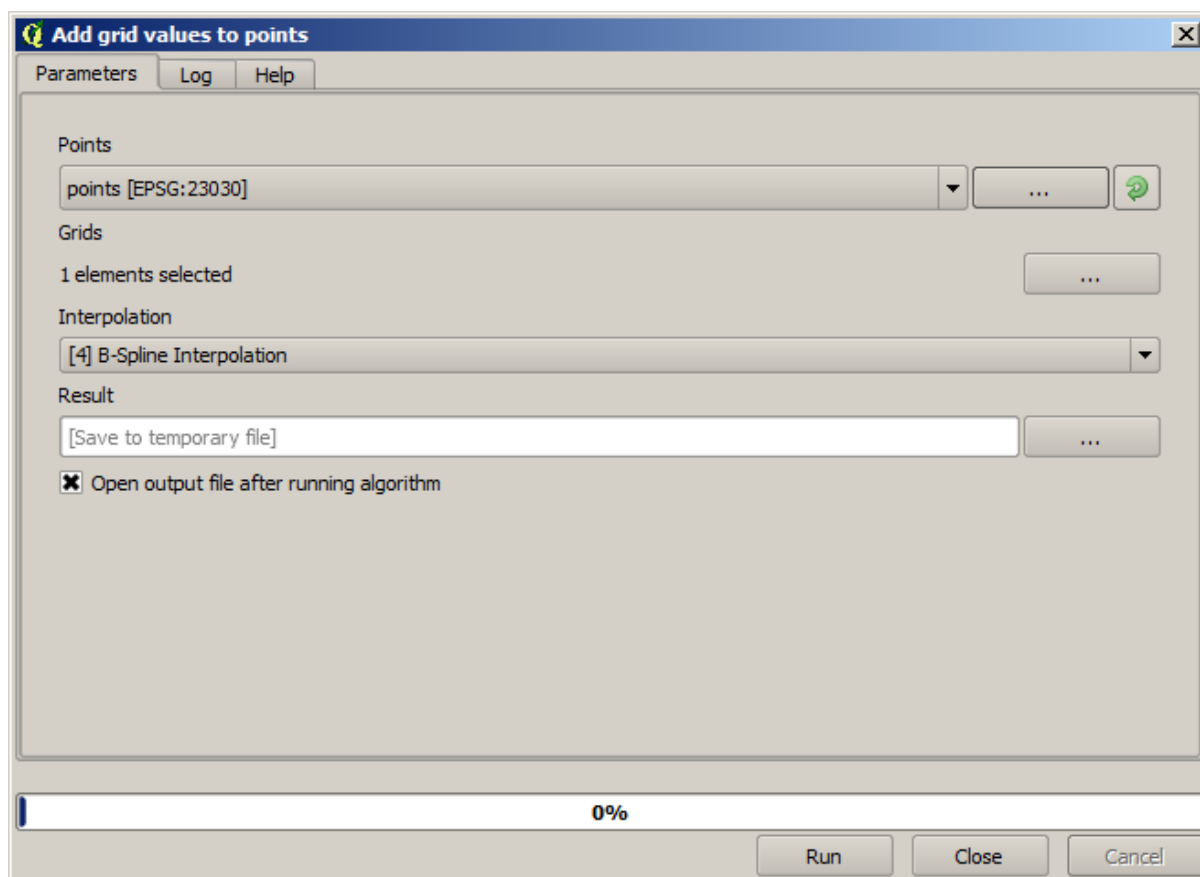 Add grid values to points
Parameters Log Help
Points
points [EPSG:23030]
...
Grids
1 elements selected
...
Interpolation
[4] B-Spline Interpolation
Result
[Save to temporary file]
...
Open output file after running algorithm
0%
Run Close Cancel